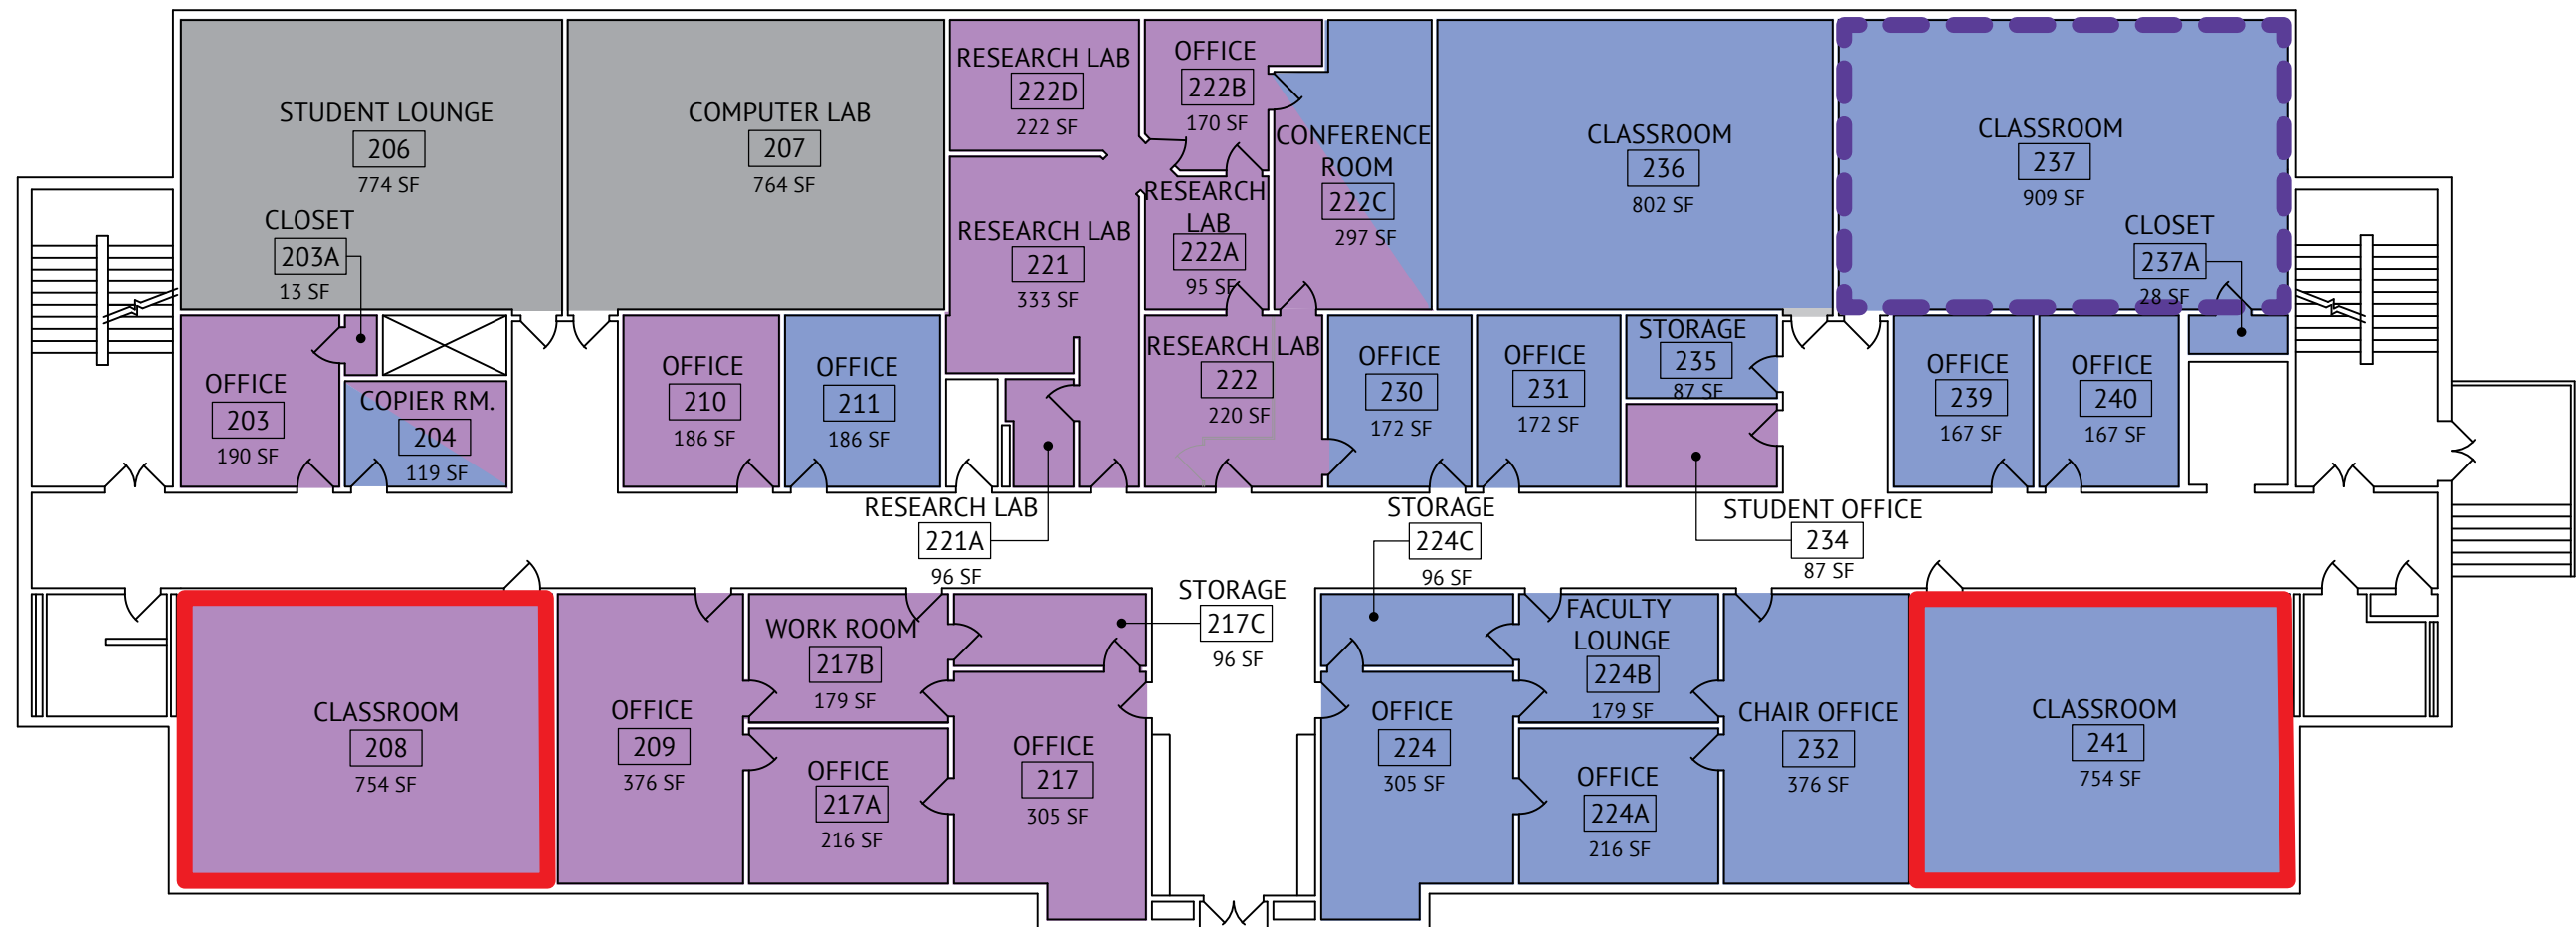 STUDENT LOUNGE
206
774 SF
CLOSET
203A
13 SF
COMPUTER LAB
207
764 SF
RESEARCH LAB
222D
222 SF
OFFICE
222B
170 SF
CONFERENCE
ROOM
222C
297 SF
CLASSROOM
236
802 SF
CLASSROOM
237
909 SF
CLOSET
237A
28 SF
RESEARCH LAB
221
333 SF
RESEARCH
LAB
222A
95 SF
OFFICE
203
190 SF
COPIER RM.
204
119 SF
OFFICE
210
186 SF
OFFICE
211
186 SF
RESEARCH LAB
222
220 SF
OFFICE
230
172 SF
OFFICE
231
172 SF
STORAGE
235
87 SF
OFFICE
239
167 SF
OFFICE
240
167 SF
RESEARCH LAB
221A
96 SF
STORAGE
224C
96 SF
STUDENT OFFICE
234
87 SF
STORAGE
217C
96 SF
CLASSROOM
208
754 SF
OFFICE
209
376 SF
WORK ROOM
217B
179 SF
OFFICE
217A
216 SF
OFFICE
217
305 SF
OFFICE
224
305 SF
FACULTY
LOUNGE
224B
179 SF
OFFICE
224A
216 SF
CHAIR OFFICE
232
376 SF
CLASSROOM
241
754 SF